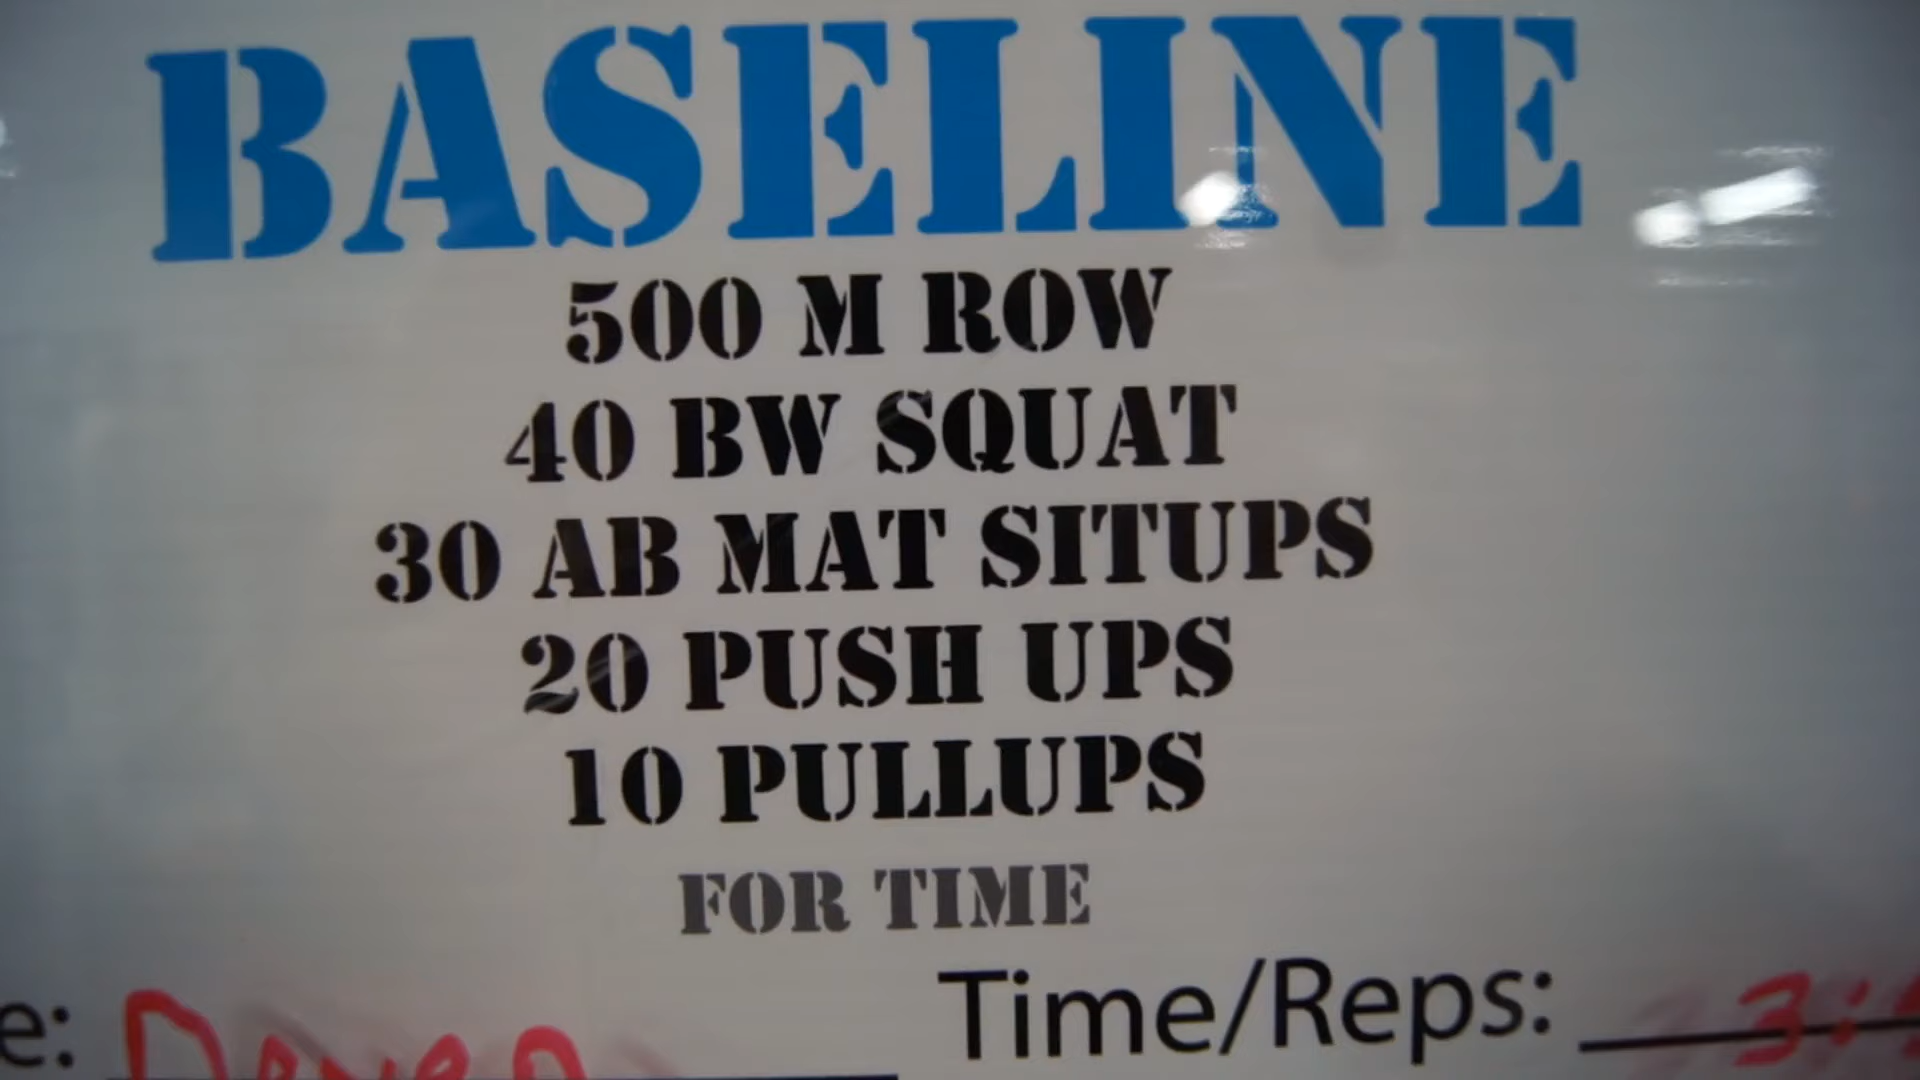 BASELINE
500 M ROW
40 BW SQUAT
30 AB MAT SITUPS
20 PUSH UPS
10 PULLUPS
FOR TIME
Time/Reps: